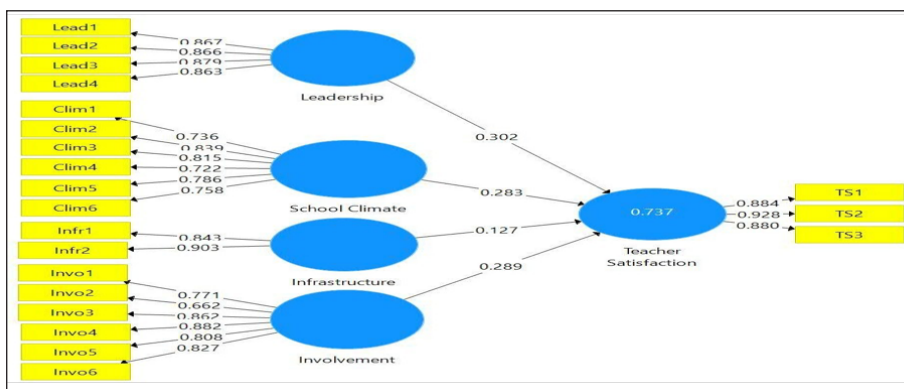 Lead1
Lead2
Lead3
Lead4
0.867
0.866
0.879
0.863
Leadership
Clim1
Clim2
Clim3
Clim4
Clim5
Clim6
0.736
0.839
0.815
0.722
0.786
0.758
School Climate
Infr1
Infr2
0.843
0.903
Infrastructure
Invo1
Invo2
Invo3
Invo4
Invo5
Invo6
0.771
0.662
0.862
0.882
0.808
0.827
Involvement
0.302
0.283
0.127
0.289
0.737
Teacher
Satisfaction
0.884
0.928
0.880
TS1
TS2
TS3